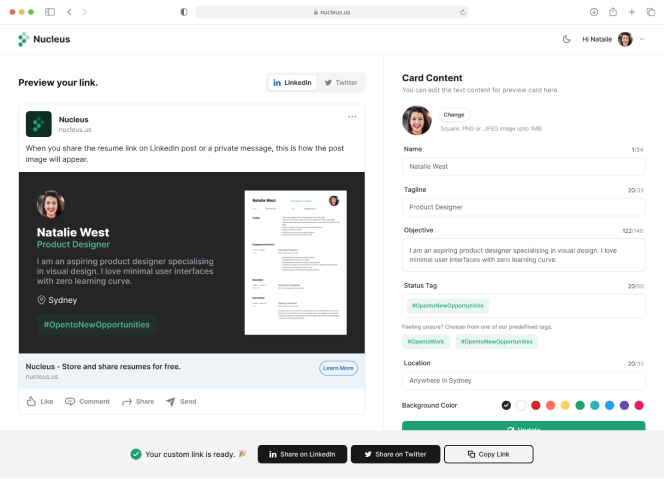 nucleus.us
Nucleus
Hi Natalie
Preview your link.
LinkedIn
Twitter
Nucleus
nucleus.us
When you share the resume link on LinkedIn post or a private message, this is how the post
image will appear.
Natalie West
Product Designer
I am an aspiring product designer specialising
in visual design. I love minimal user interfaces
with zero learning curve.
Sydney
#OpentoNewOpportunities
Natalie West
Nucleus - Store and share resumes for free.
nucleus.us
Learn More
Like
Comment
Share
Send
Card Content
You can edit the text content for preview card here.
Change
Square .PNG or .JPEG image upto 1MB
Name
1/34
Natalie West
Tagline
20/35
Product Designer
Objective
122/140
I am an aspiring product designer specialising in visual design. I love
minimal user interfaces with zero learning curve.
Status Tag
20/50
#OpentoNewOpportunities
Feeling unsure? Choose from one of our predefined tags.
#OpentoWork
#OpentoNewOpportunities
Location
20/35
Anywhere in Sydney
Background Color
Update
Your custom link is ready.
Share on LinkedIn
Share on Twitter
Copy Link